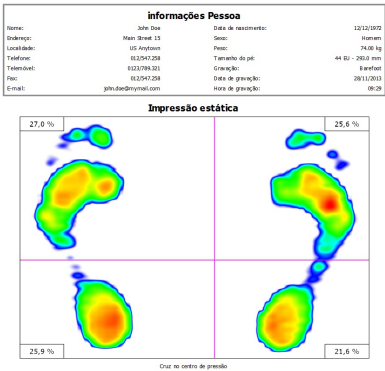 informações Pessoa
Nome: John Doe Data de nascimento: 12/12/1972
Endereço: Main Street 15 Sexo: Homem
Localidade: US Anytown Peso: 74.00 kg
Telefone: 012/547.258 Tamanho do pé: 44 EU - 293.0 mm
Telemóvel: 0123/789.321 Gravação: Barefoot
Fax: 012/547.258 Data de gravação: 28/11/2013
E-mail: john.doe@mymail.com Hora de gravação: 09:29
Impressão estática
27,0 % 25,6 %
25,9 % 21,6 %
Cruz no centro de pressão